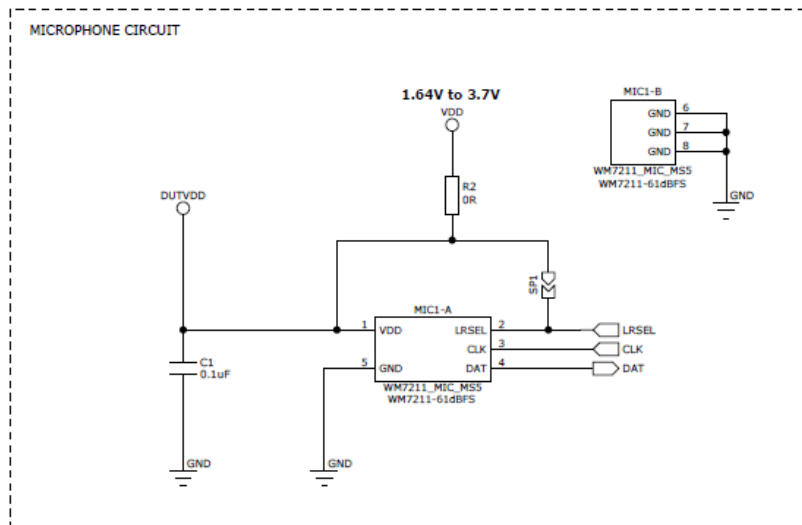 MICROPHONE CIRCUIT
1.64V to 3.7V
VDD
MIC1-B
GND 6
GND 7
GND 8
WM7211_MIC_MS5
WM7211-61dBFS
GND
R2
0R
DUTVDD
SP1
MIC1-A
1 VDD LRSEL 2 LRSEL
CLK 3 CLK
5 GND DAT 4 DAT
WM7211_MIC_MS5
WM7211-61dBFS
C1
0.1uF
GND
GND